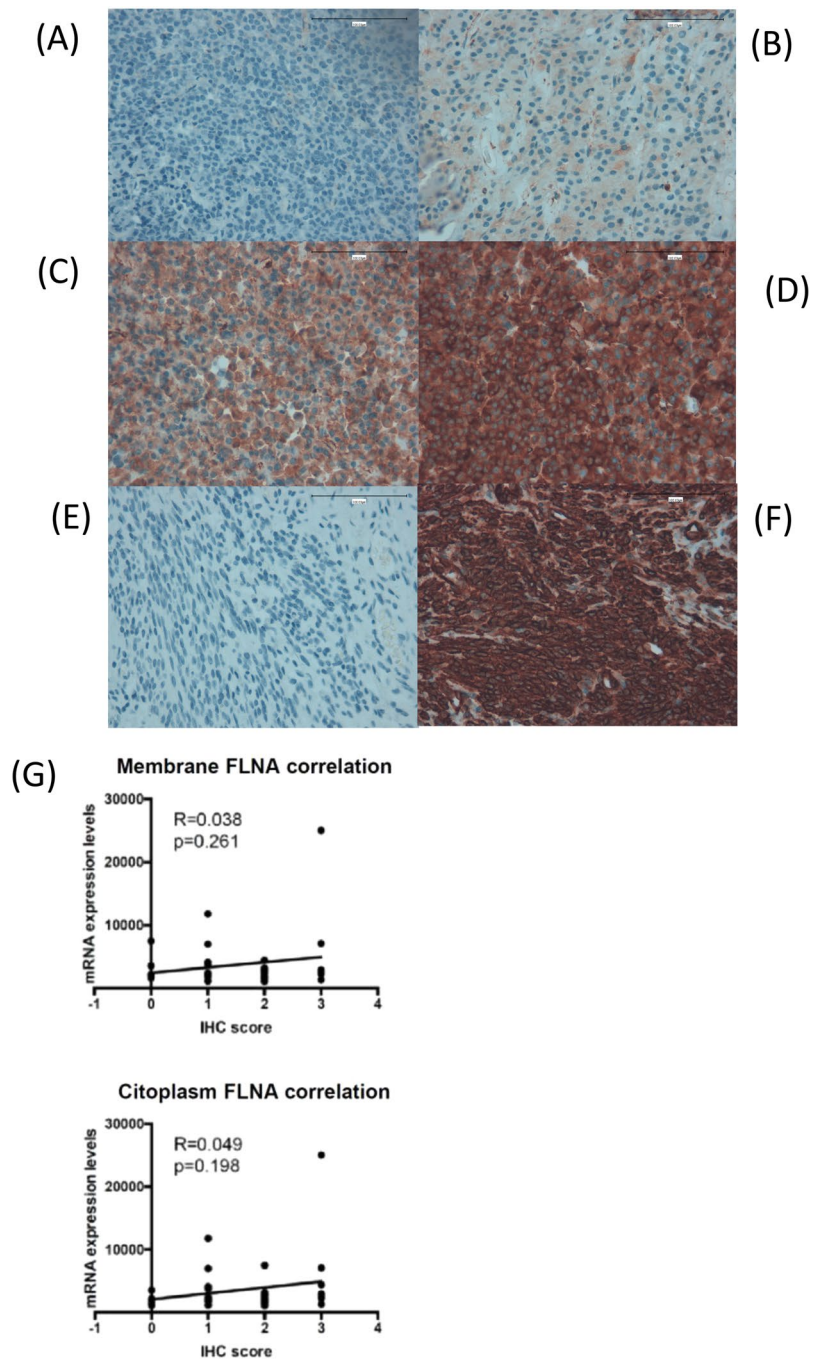 (A)
(B)
(C)
(D)
(E)
(F)
(G)
Membrane FLNA correlation
30000
R=0.038
p=0.261
20000
10000
mRNA expression levels
-1 0 1 2 3 4
IHC score
Citoplasm FLNA correlation
30000
R=0.049
p=0.198
20000
10000
mRNA expression levels
-1 0 1 2 3 4
IHC score